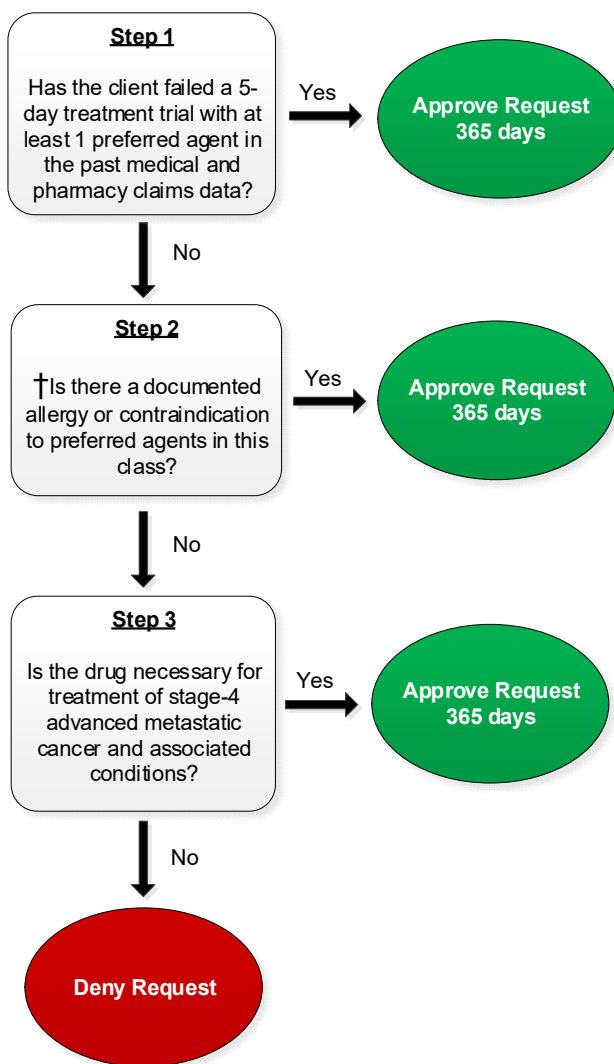 Step 1
Has the client failed a 5-
day treatment trial with at
least 1 preferred agent in
the past medical and
pharmacy claims data?
Yes
Approve Request
365 days
No
Step 2
†Is there a documented
allergy or contraindication
to preferred agents in this
class?
Yes
Approve Request
365 days
No
Step 3
Is the drug necessary for
treatment of stage-4
advanced metastatic
cancer and associated
conditions?
Yes
Approve Request
365 days
No
Deny Request